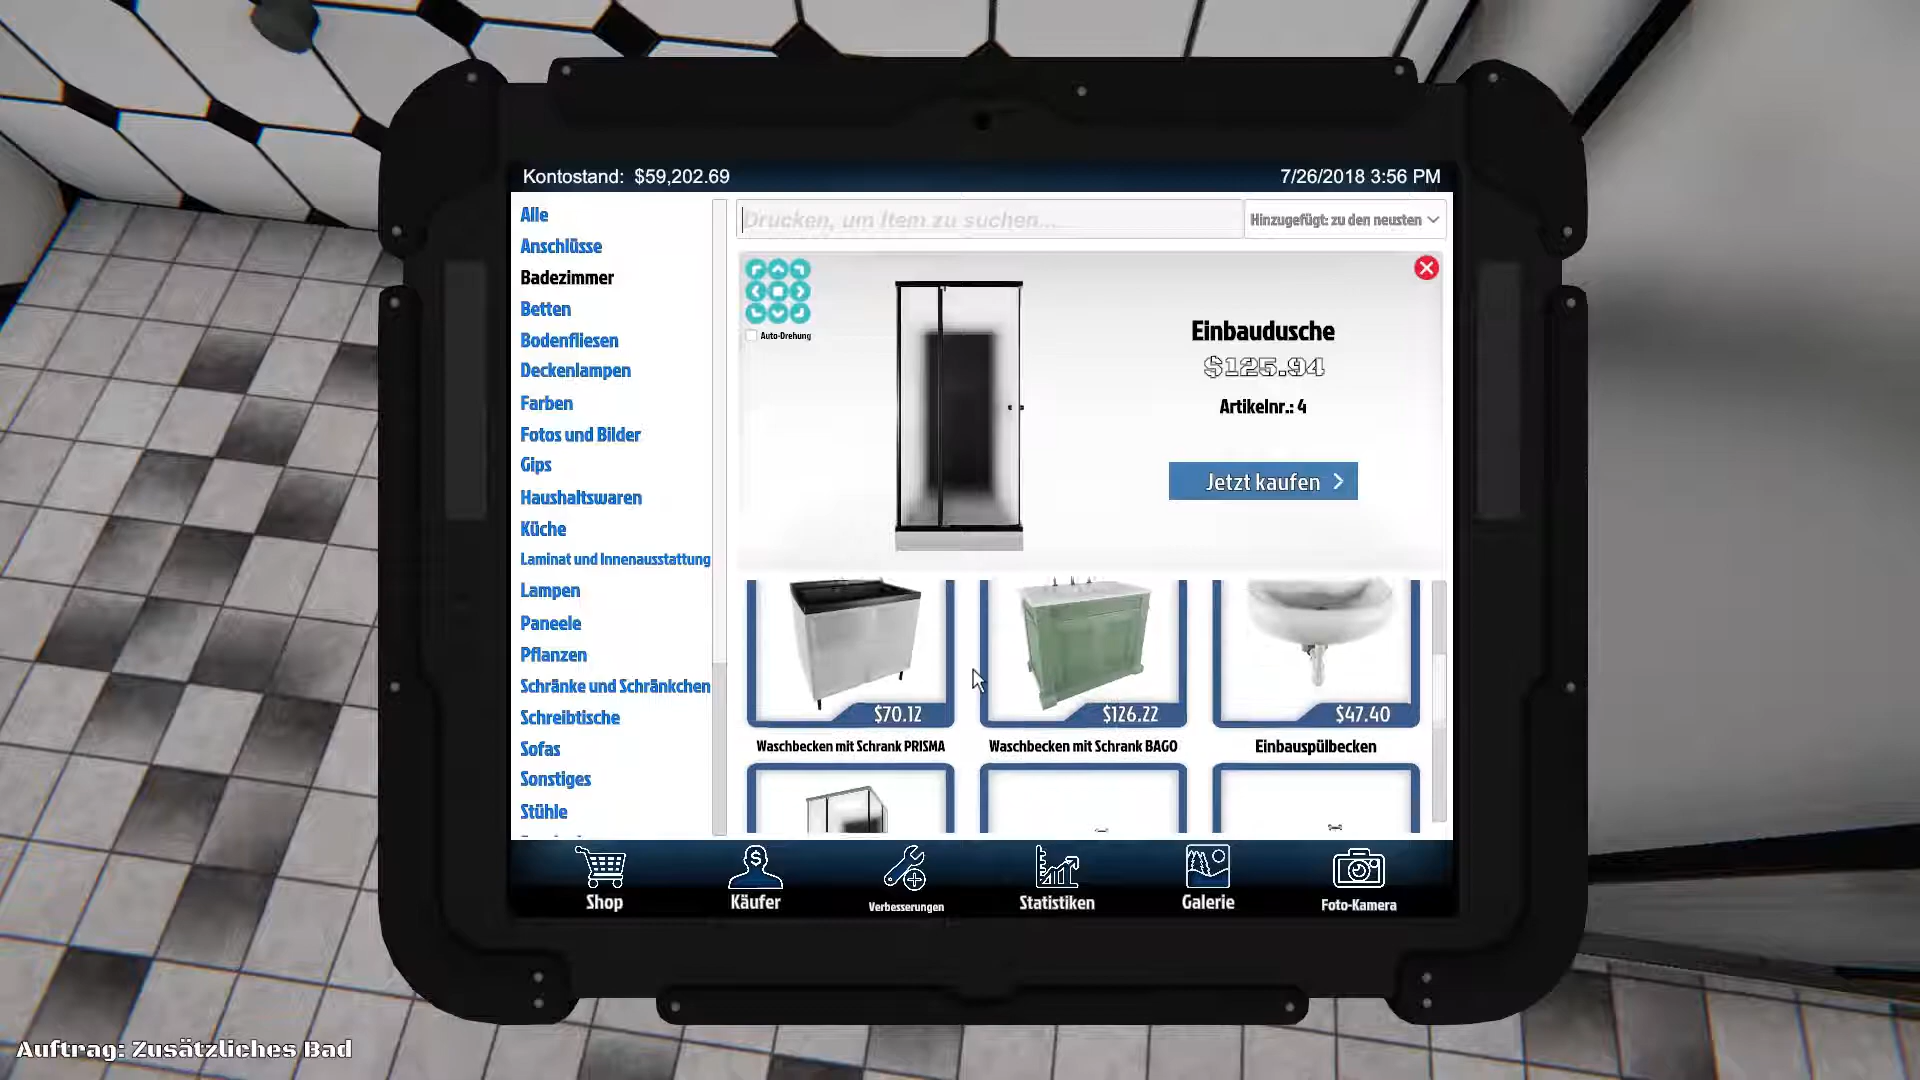 Kontostand: $59,202.69
7/26/2018 3:56 PM
Alle
Anschlüsse
Badezimmer
Betten
Bodenfliesen
Deckenlampen
Farben
Fotos und Bilder
Gips
Haushaltswaren
Küche
Laminat und Innenausstattung
Lampen
Paneele
Pflanzen
Schränke und Schränkchen
Schreibtische
Sofas
Sonstiges
Stühle
Drucken, um Item zu suchen...
Hinzugefügt: zu den neusten
Auto-Drehung
Einbaudusche
$125.94
Artikelnr.: 4
Jetzt kaufen
$70.12
$126.22
$47.40
Waschbecken mit Schrank PRISMA
Waschbecken mit Schrank BAGO
Einbauspülbecken
Shop
Käufer
Verbesserungen
Statistiken
Galerie
Foto-Kamera
Auftrag: Zusätzliches Bad